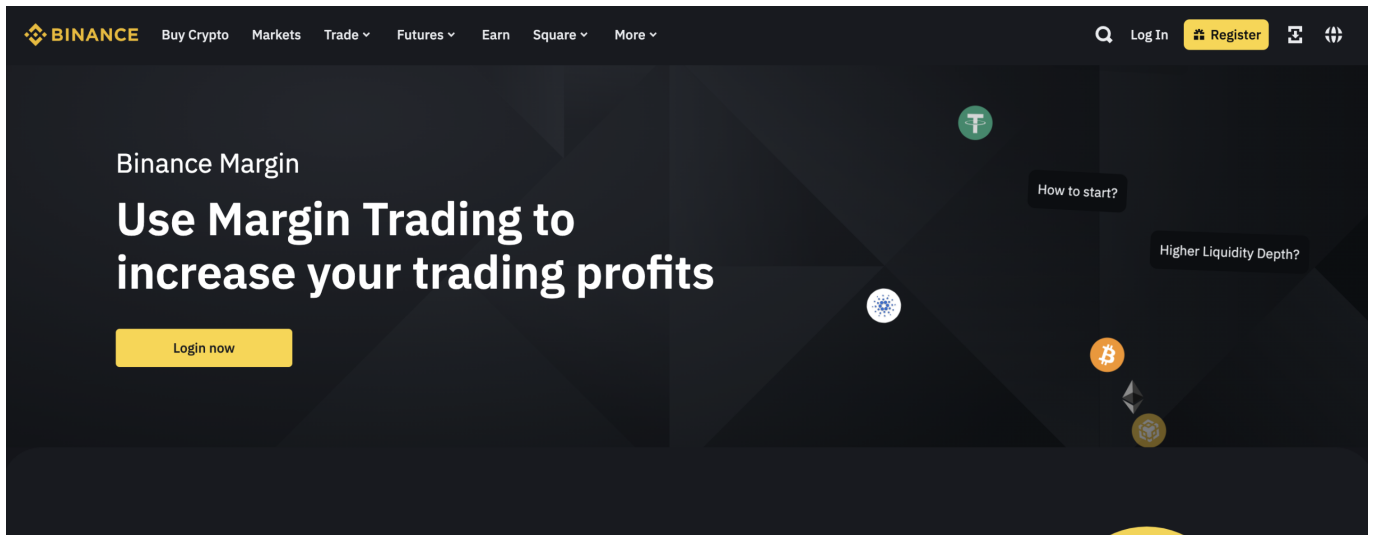 BINANCE Buy Crypto Markets Trade Futures Earn Square More Log In Register
Binance Margin
Use Margin Trading to
increase your trading profits
Login now
How to start?
Higher Liquidity Depth?